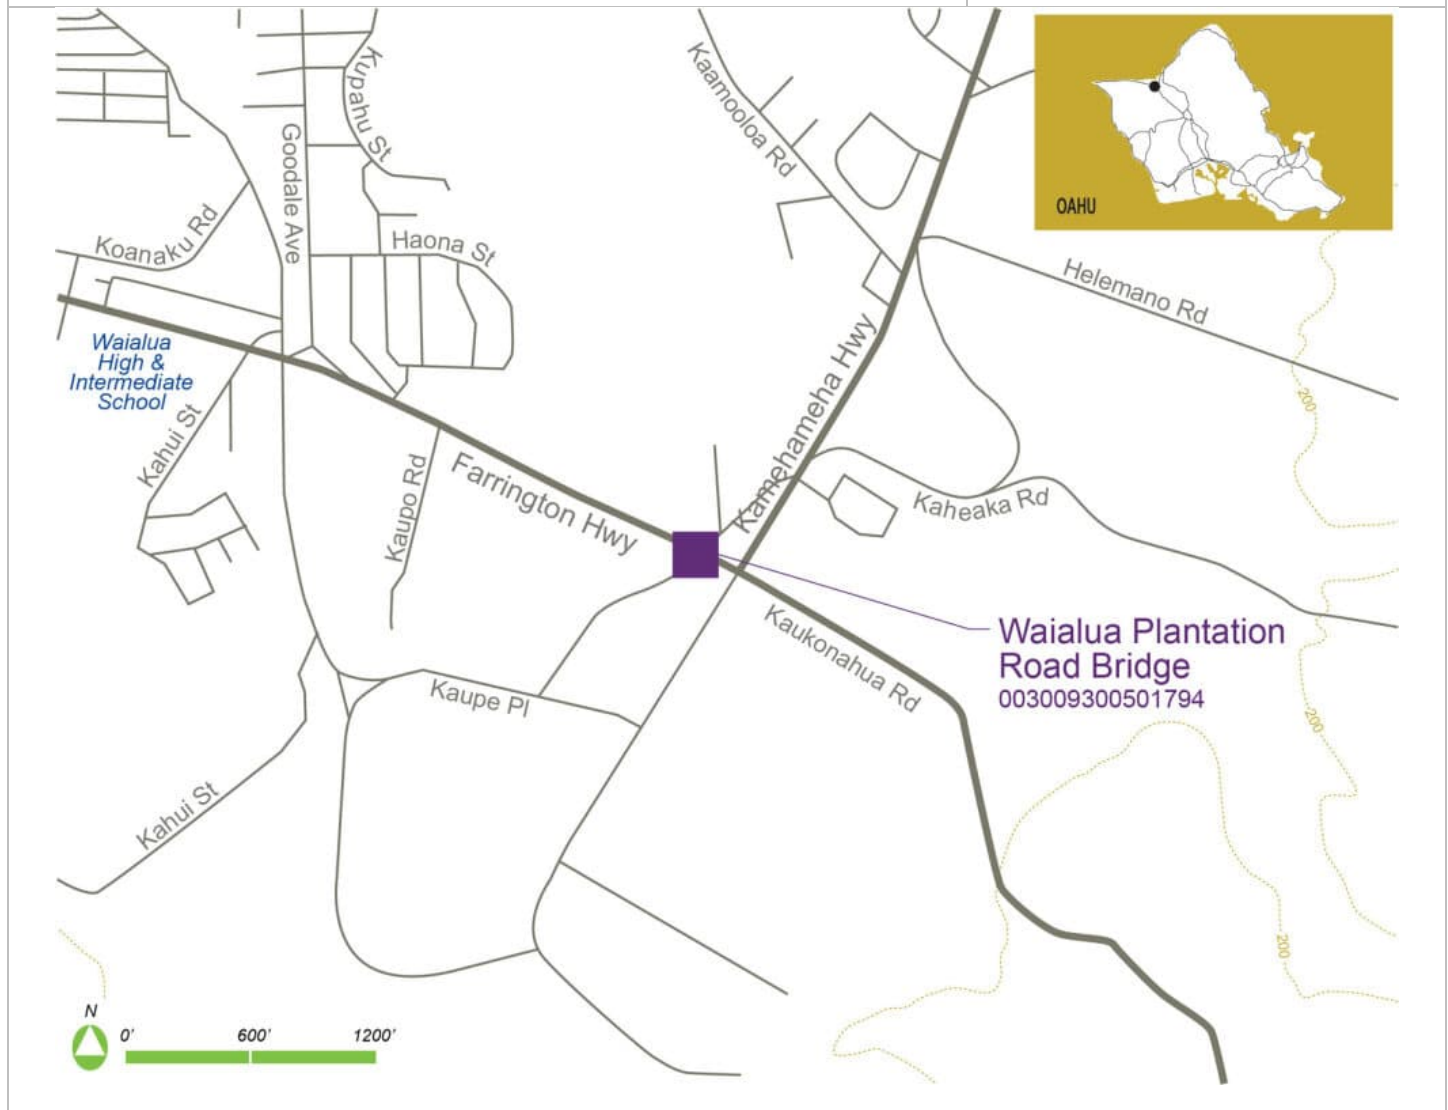 Kupahu St
Kaamooloa Rd
Goodale Ave
OAHU
Koanaku Rd
Haona St
Helemano Rd
Waialua
High &
Intermediate
School
Kamehameha Hwy
200
Kahui St
Farrington Hwy
Kaupo Rd
Kaheaka Rd
Kaukonahua Rd
Waialua Plantation
Road Bridge
003009300501794
Kaupe Pl
200
Kahui St
200
N
0'
600'
1200'